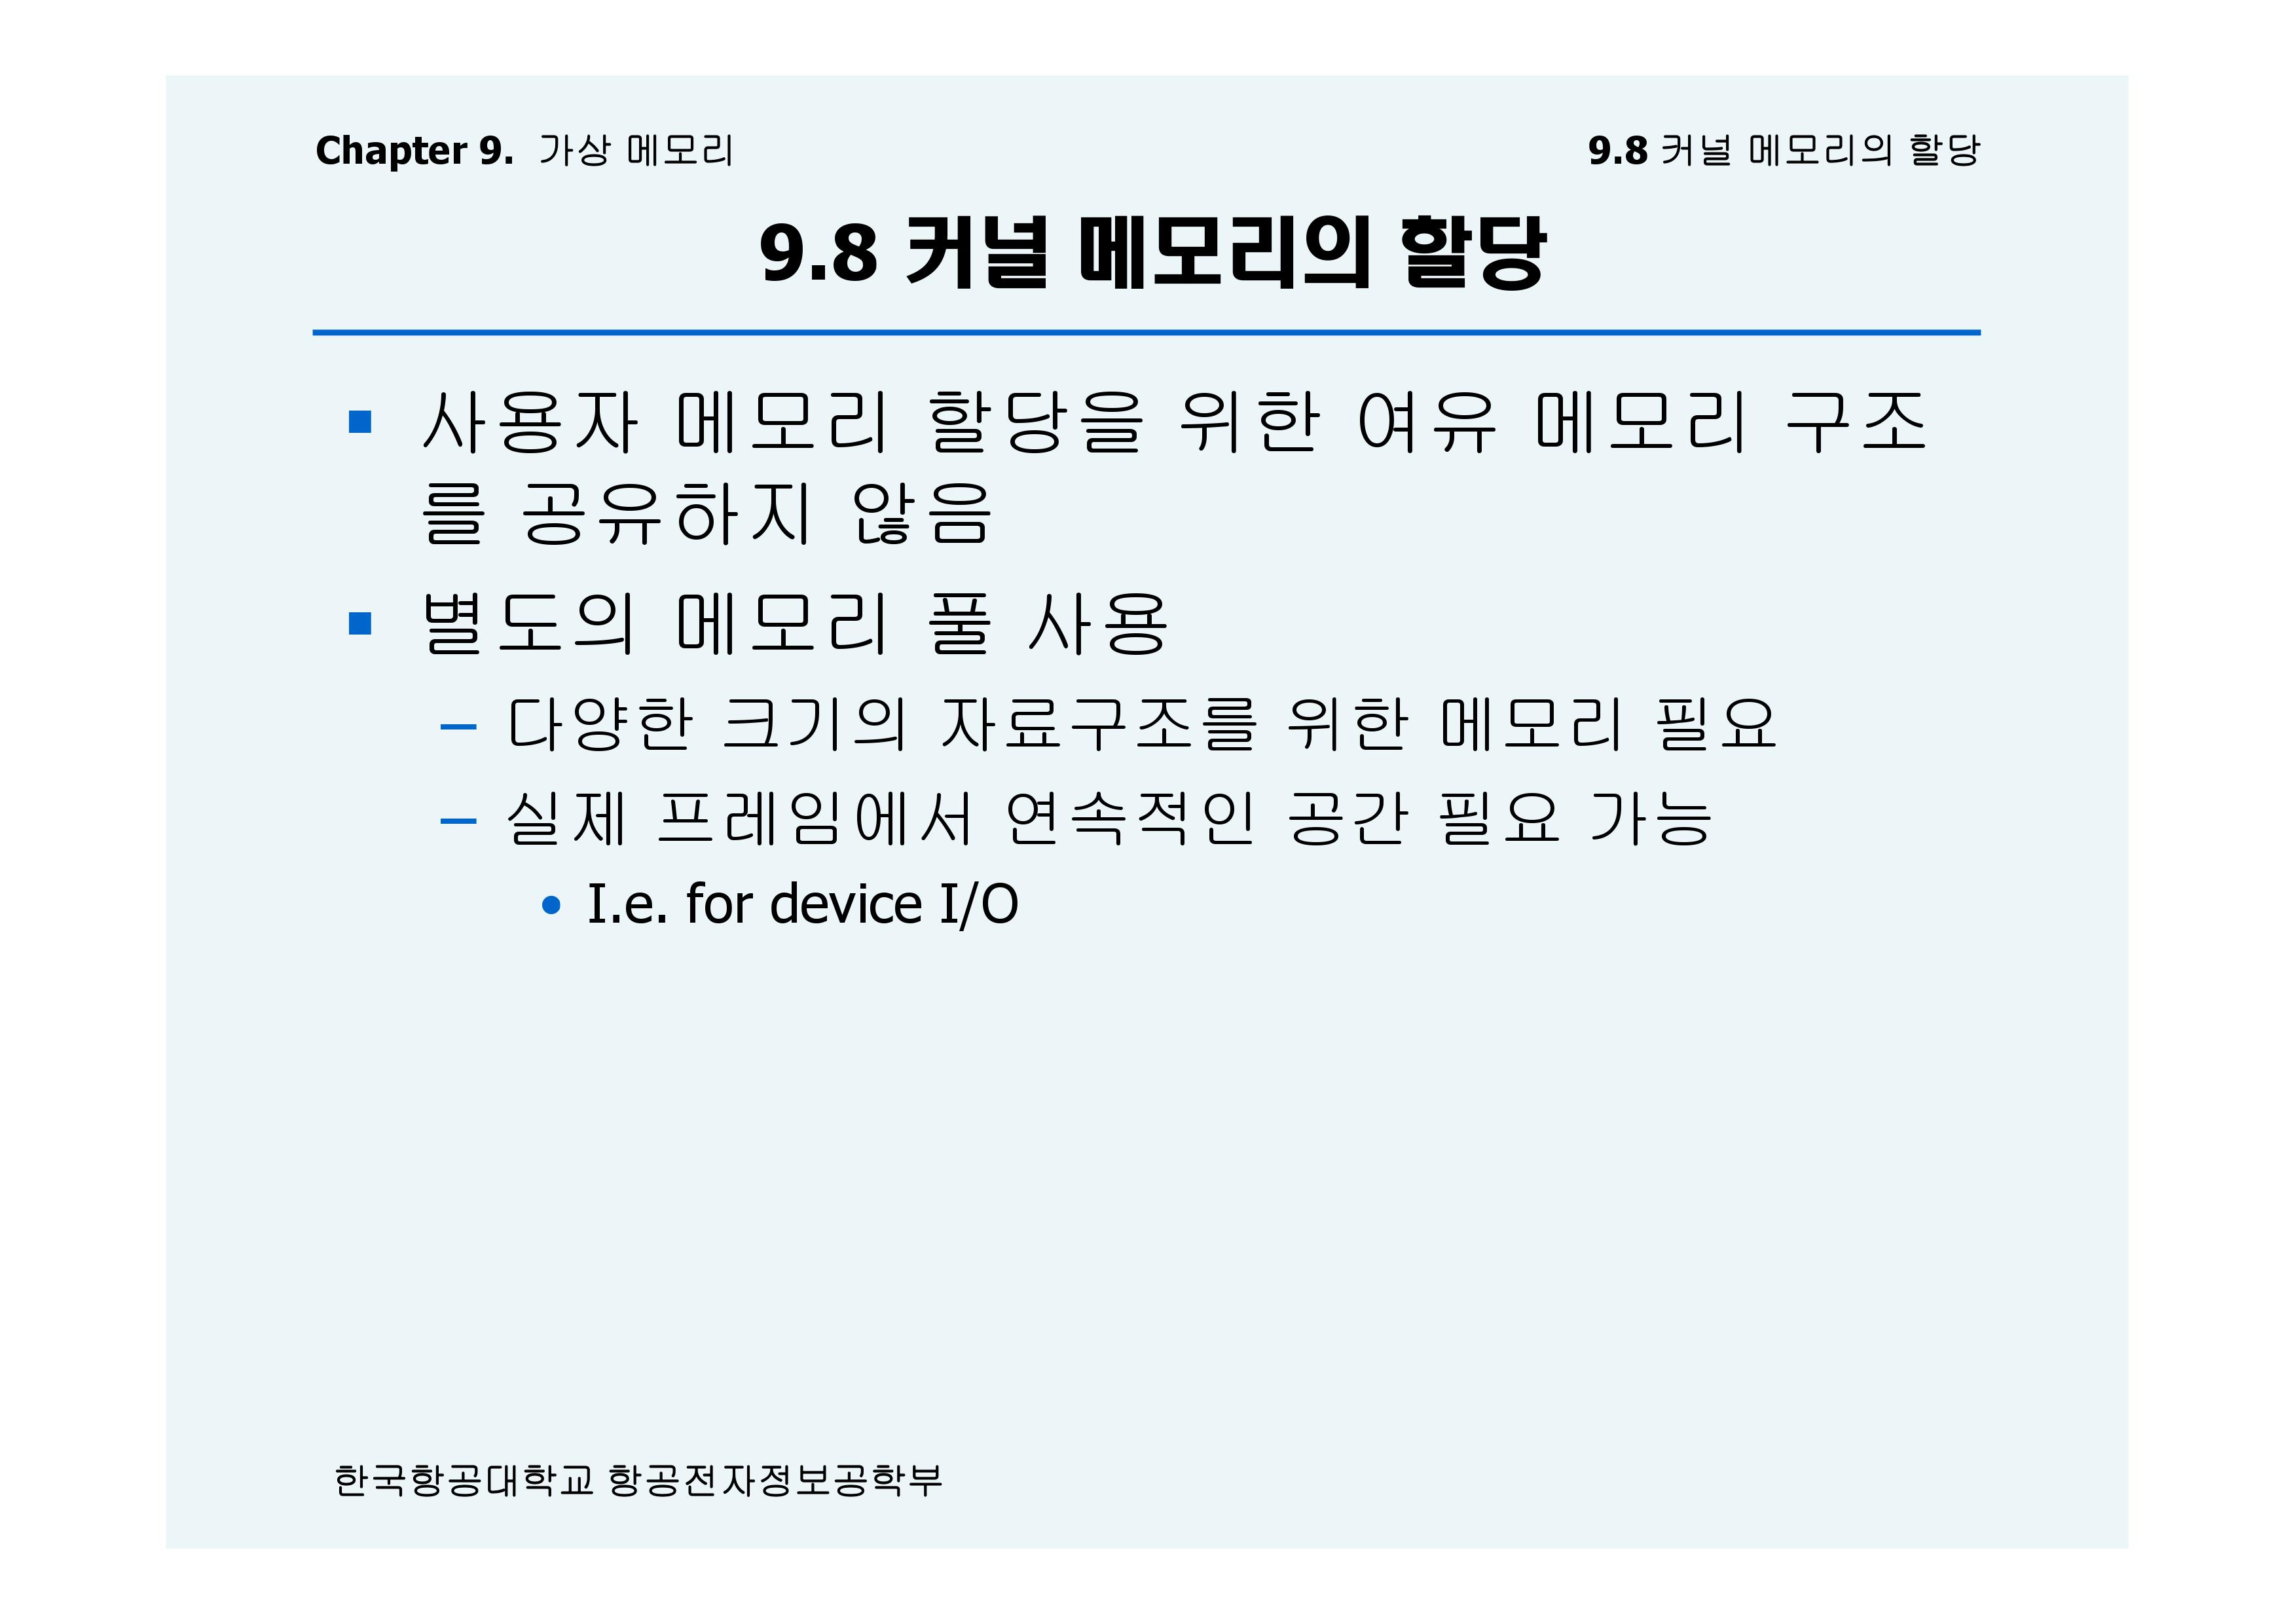 Chapter 9. 가상 메모리
9.8 커널 메모리의 할당
9.8 커널 메모리의 할당
사용자 메모리 할당을 위한 여유 메모리 구조
를 공유하지 않음
별도의 메모리 풀 사용
다양한 크기의 자료구조를 위한 메모리 필요
실제 프레임에서 연속적인 공간 필요 가능
I.e. for device I/O
한국항공대학교 항공전자정보공학부